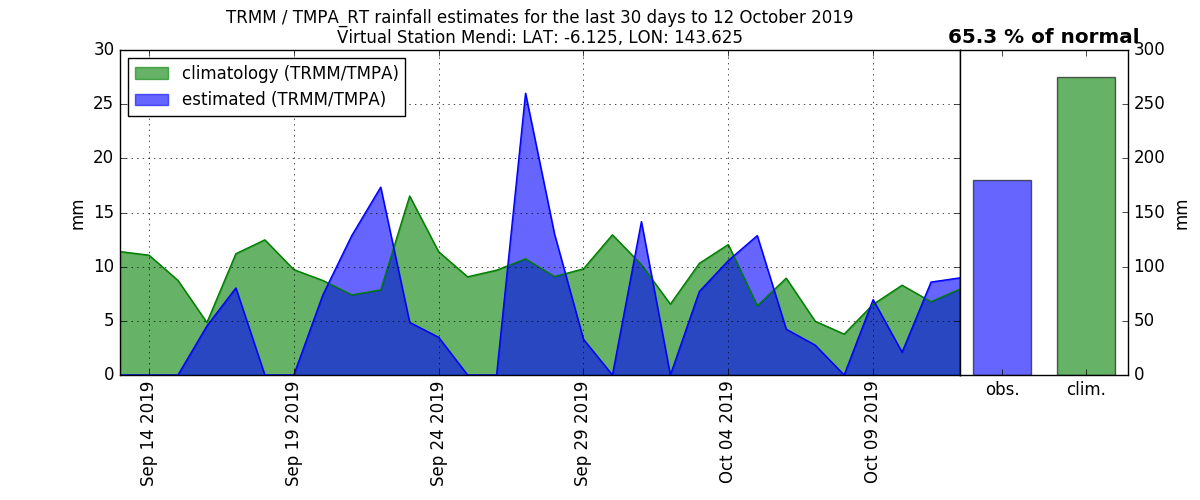 TRMM / TMPA_RT rainfall estimates for the last 30 days to 12 October 2019
Virtual Station Mendi: LAT: -6.125, LON: 143.625
65.3 % of normal
climatology (TRMM/TMPA)
estimated (TRMM/TMPA)
30
25
20
15
10
5
0
mm
Sep 14 2019
Sep 19 2019
Sep 24 2019
Sep 29 2019
Oct 04 2019
Oct 09 2019
obs.
clim.
300
250
200
150
100
50
0
mm